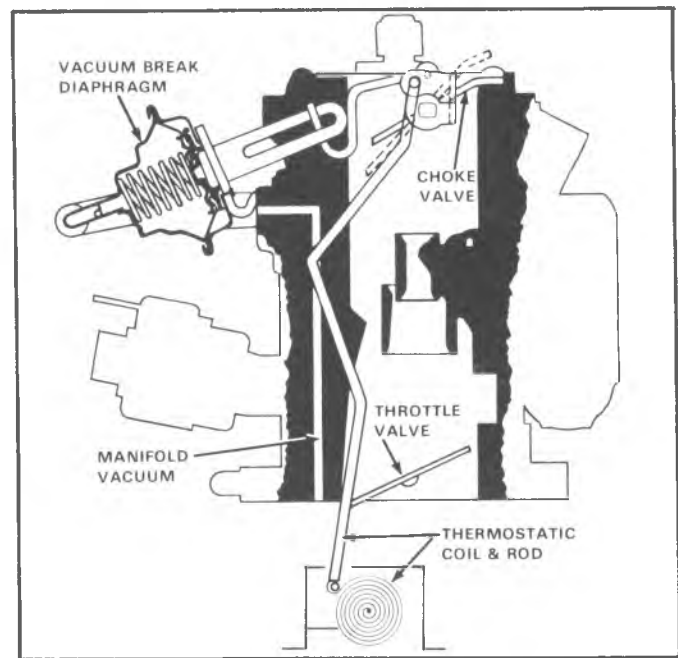 VACUUM BREAK
DIAPHRAGM
CHOKE
VALVE
THROTTLE
VALVE
MANIFOLD
VACUUM
THERMOSTATIC
COIL & ROD